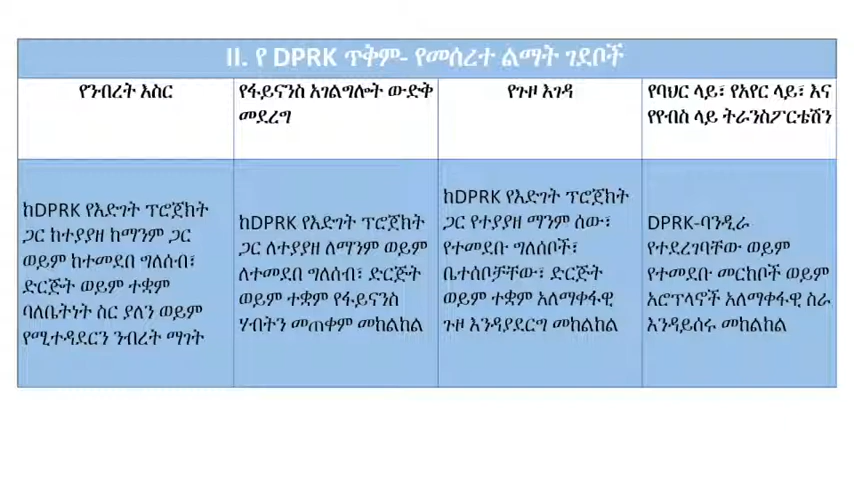 II. የ DPRK ጥቅም- የመሰረተ ልማት ገደቦች
የንብረት እስር
የፋይናንስ አገልግሎት ውድቅ
መደረግ
የጉዞ እገዳ
የባህር ላይ፣ የአየር ላይ፣ እና
የየብስ ላይ ትራንስፖርቴሽን
ከDPRK የእድገት ፕሮጀክት
ጋር ከተያያዘ ከማንም ጋር
ወይም ከተመደበ ግለሰብ፣
ድርጅት ወይም ተቋም
ባለቤትነት ስር ያለን ወይም
የሚተዳደርን ንብረት ማገት
ከDPRK የእድገት ፕሮጀክት
ጋር ለተያያዘ ለማንም ወይም
ለተመደበ ግለሰብ፣ ድርጅት
ወይም ተቋም የፋይናንስ
ሃብትን መጠቀም መከልከል
ከDPRK የእድገት ፕሮጀክት
ጋር የተያያዘ ማንም ሰው፣
የተመደቡ ግለሰቦች፣
ቤተሰቦቻቸው፣ ድርጅት
ወይም ተቋም አለማቀፋዊ
ጉዞ እንዳያደርግ መከልከል
DPRK-ባንዲራ
የተደረገባቸው ወይም
የተመደቡ መርከቦች ወይም
አሮፕላኖች አለማቀፋዊ ስራ
እንዳይሰሩ መከልከል